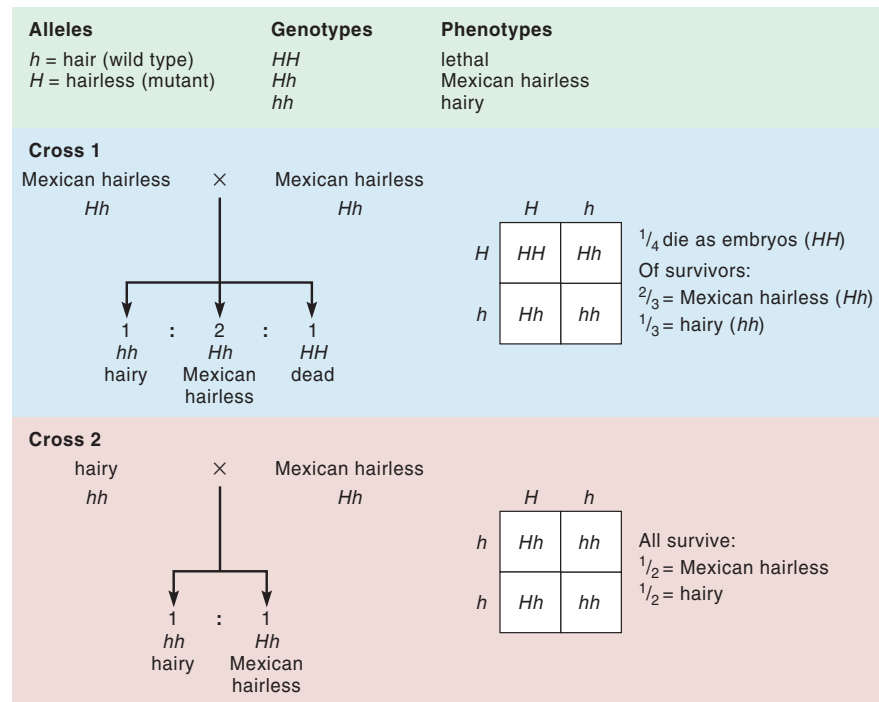 Alleles Genotypes Phenotypes
h = hair (wild type) HH lethal
H = hairless (mutant) Hh Mexican hairless
hh hairy
Cross 1
Mexican hairless × Mexican hairless
Hh Hh
1 : 2 : 1
hh Hh HH
hairy Mexican dead
hairless
H h
H HH Hh
h Hh hh
1/4 die as embryos (HH)
Of survivors:
2/3 = Mexican hairless (Hh)
1/3 = hairy (hh)
Cross 2
hairy × Mexican hairless
hh Hh
1 : 1
hh Hh
hairy Mexican
hairless
H h
h Hh hh
h Hh hh
All survive:
1/2 = Mexican hairless
1/2 = hairy